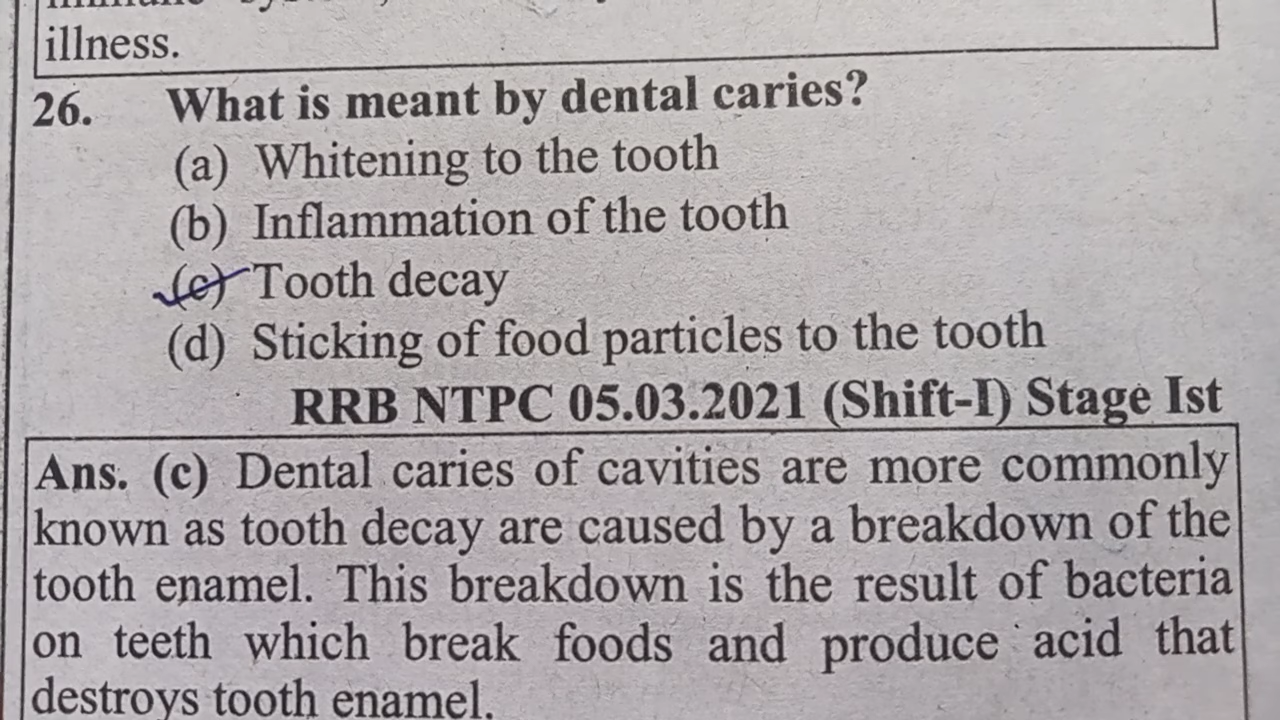 illness.
26. What is meant by dental caries?
(a) Whitening to the tooth
(b) Inflammation of the tooth
(c) Tooth decay
(d) Sticking of food particles to the tooth
RRB NTPC 05.03.2021 (Shift-I) Stage Ist
Ans. (c) Dental caries of cavities are more commonly
known as tooth decay are caused by a breakdown of the
tooth enamel. This breakdown is the result of bacteria
on teeth which break foods and produce acid that
destroys tooth enamel.